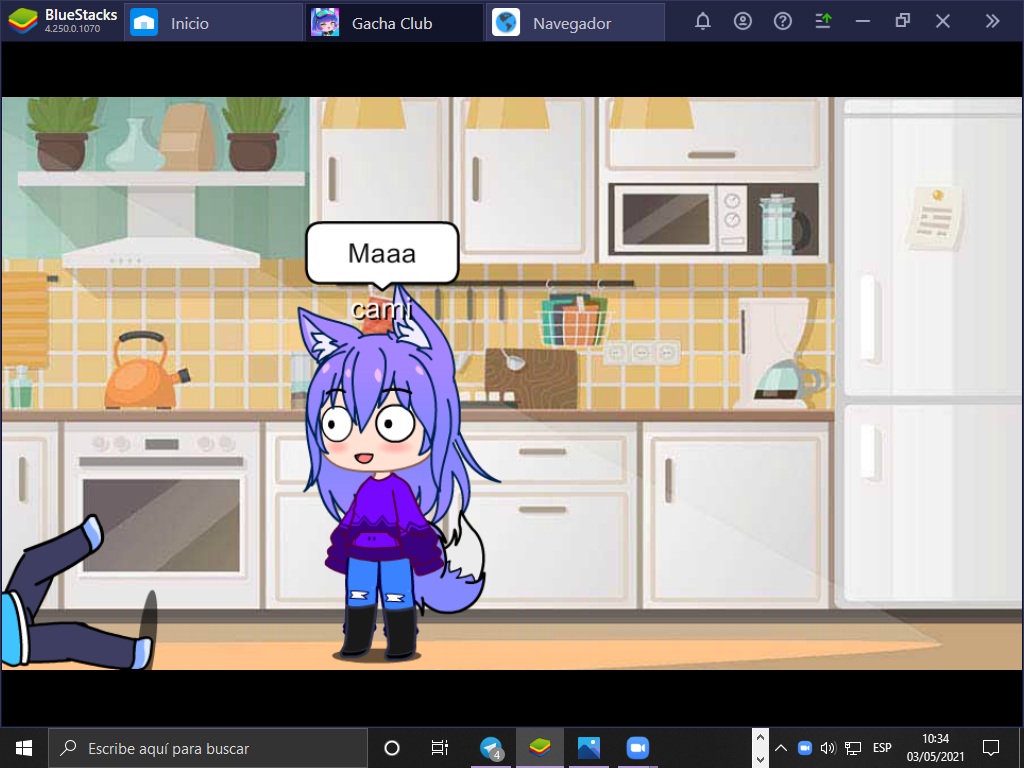 BlueStacks
4.250.0.1070
Inicio
Gacha Club
Navegador
Maaa
cami
Escribe aquí para buscar
4
ESP
10:34
03/05/2021